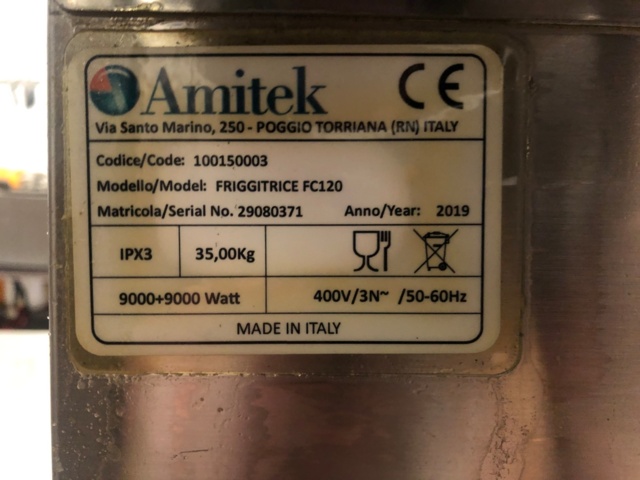 Amitek CE
Via Santo Marino, 250 - POGGIO TORRIANA (RN) ITALY
Codice/Code: 100150003
Modello/Model: FRIGGITRICE FC120
Matricola/Serial No. 29080371 Anno/Year: 2019
IPX3 35,00Kg
9000+9000 Watt 400V/3N~ /50-60Hz
MADE IN ITALY